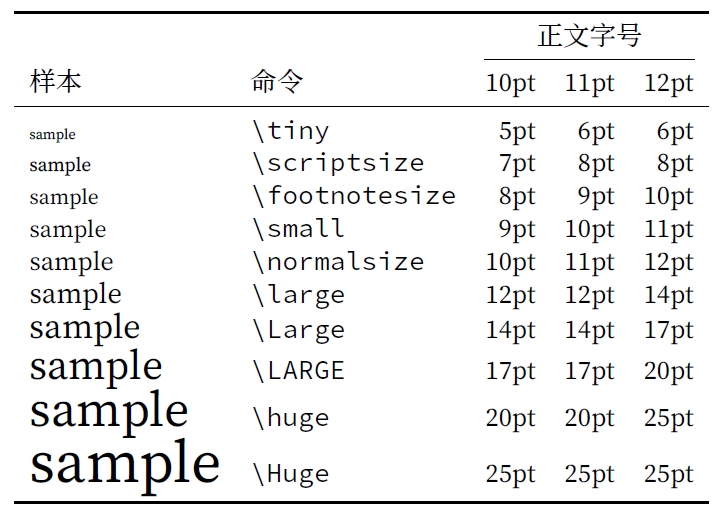 正文字号
样本 命令 10pt 11pt 12pt
sample \tiny 5pt 6pt 6pt
sample \scriptsize 7pt 8pt 8pt
sample \footnotesize 8pt 9pt 10pt
sample \small 9pt 10pt 11pt
sample \normalsize 10pt 11pt 12pt
sample \large 12pt 12pt 14pt
sample \Large 14pt 14pt 17pt
sample \LARGE 17pt 17pt 20pt
sample \huge 20pt 20pt 25pt
sample \Huge 25pt 25pt 25pt